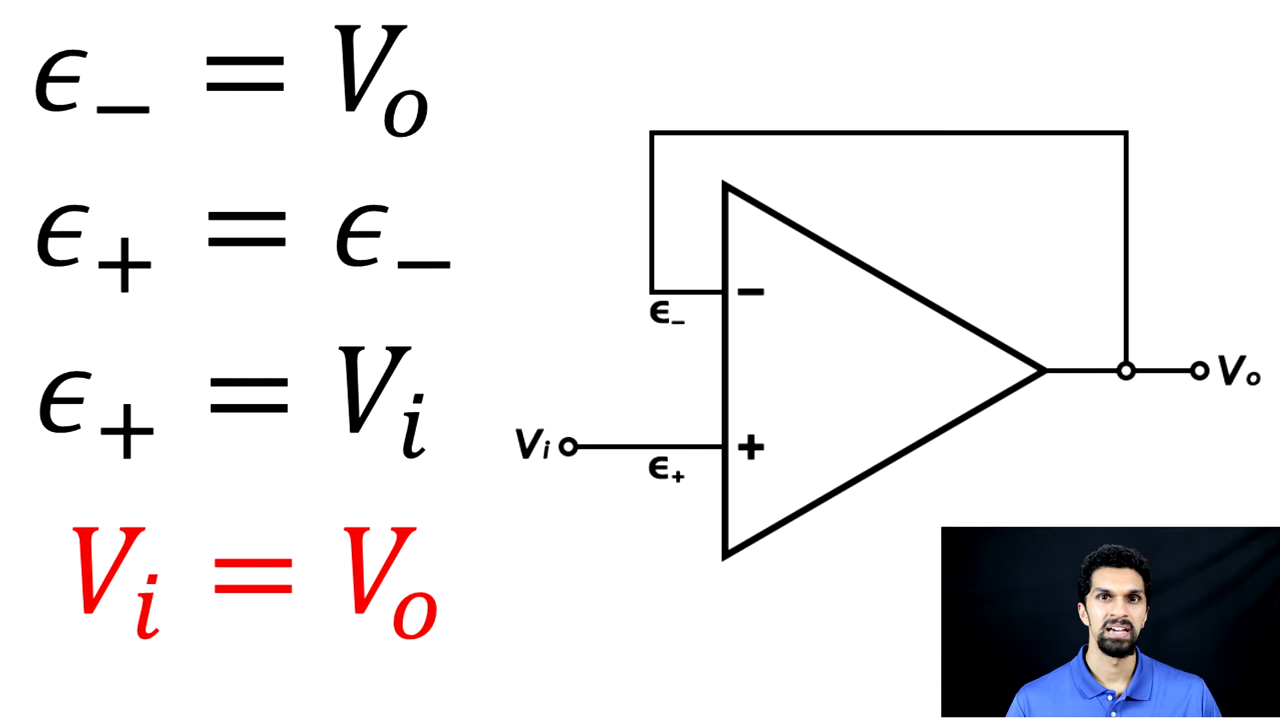 ϵ₋ = Vₒ
ϵ₊ = ϵ₋
ϵ₊ = Vᵢ
Vᵢ = Vₒ
−
ϵ₋
Vₒ
Vᵢ
+
ϵ₊